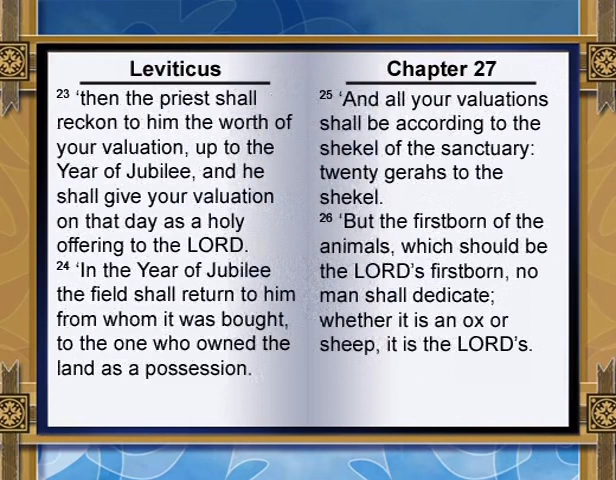 Leviticus
23 ‘then the priest shall
reckon to him the worth of
your valuation, up to the
Year of Jubilee, and he
shall give your valuation
on that day as a holy
offering to the LORD.
24 ‘In the Year of Jubilee
the field shall return to him
from whom it was bought,
to the one who owned the
land as a possession.
Chapter 27
25 ‘And all your valuations
shall be according to the
shekel of the sanctuary:
twenty gerahs to the
shekel.
26 ‘But the firstborn of the
animals, which should be
the LORD’s firstborn, no
man shall dedicate;
whether it is an ox or
sheep, it is the LORD’s.